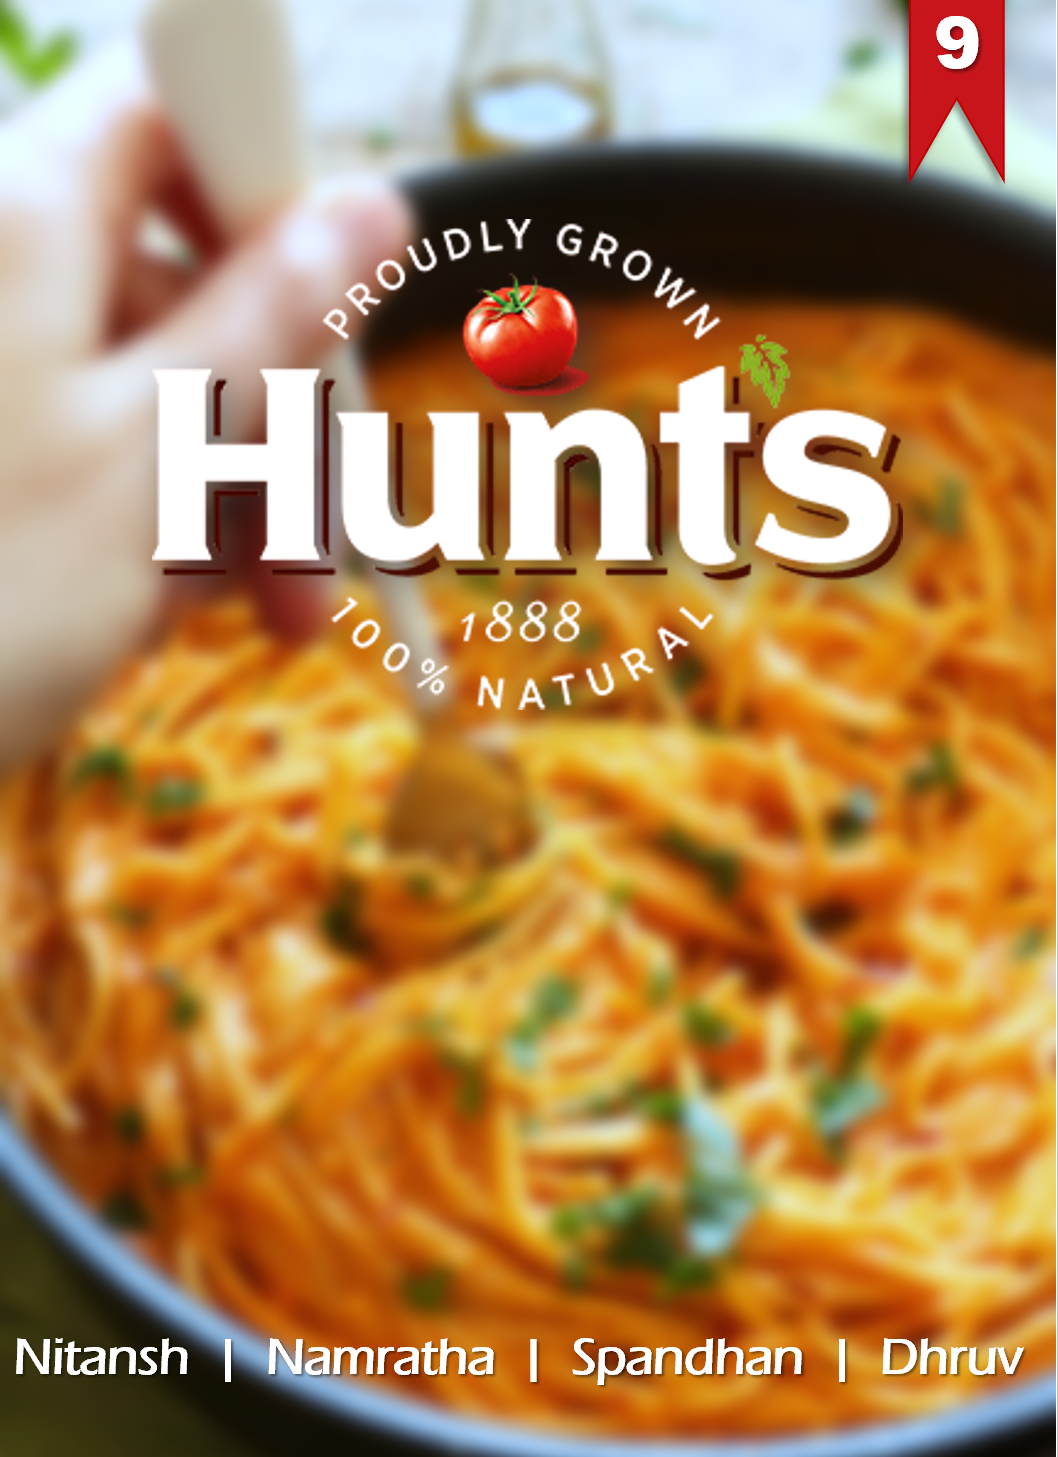 9
PROUDLY GROWN
Hunt's
1888
100% NATURAL
Nitansh | Namratha | Spandhan | Dhruv